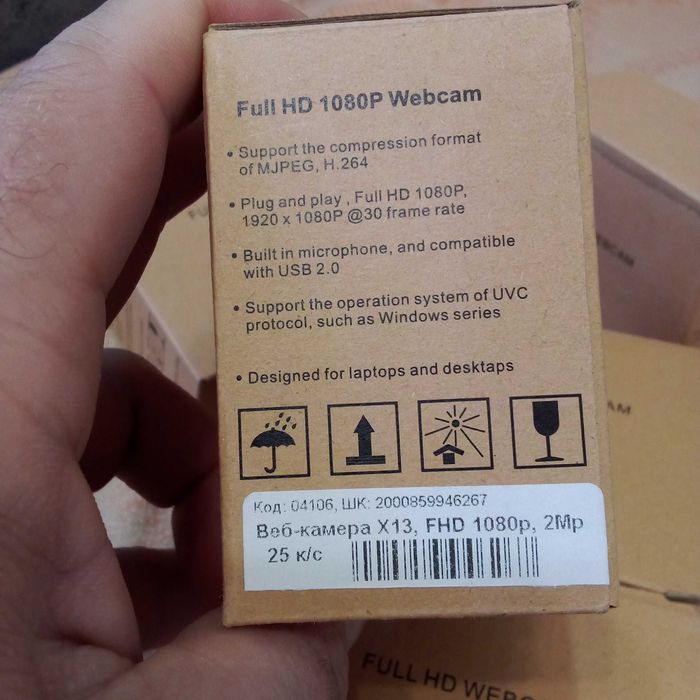 Full HD 1080P Webcam
• Support the compression format
of MJPEG, H.264
• Plug and play , Full HD 1080P,
1920 x 1080P @30 frame rate
• Built in microphone, and compatible
with USB 2.0
• Support the operation system of UVC
protocol, such as Windows series
• Designed for laptops and desktaps
Код: 04106, ШК: 2000859946267
Веб-камера X13, FHD 1080p, 2Mp
25 к/с
FULL HD WEBC